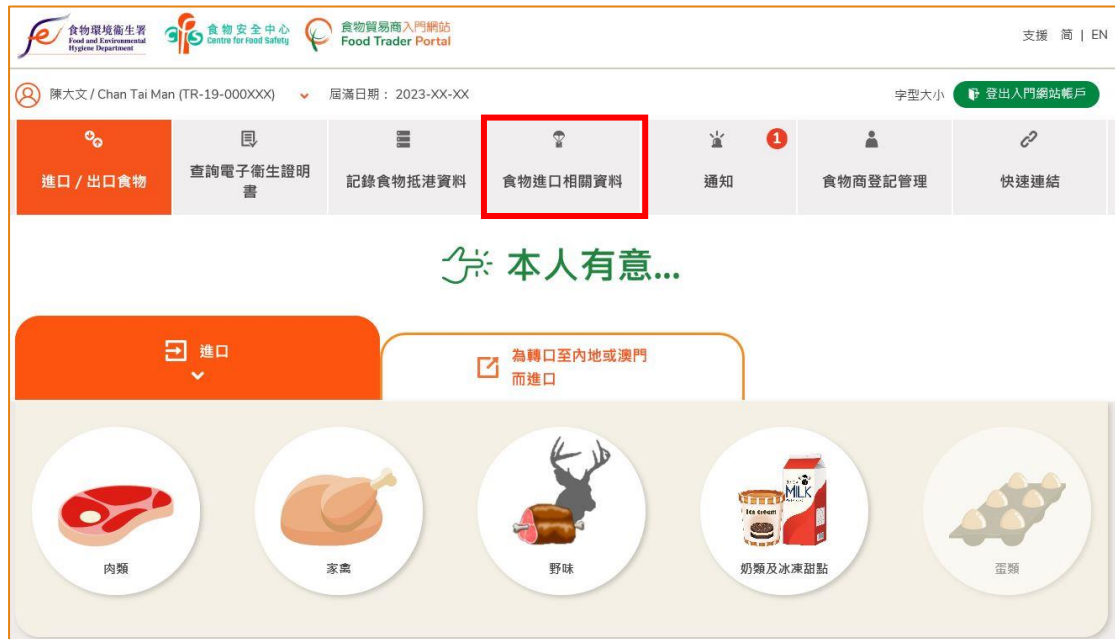 食物環境衞生署
Food and Environmental
Hygiene Department
食物安全中心
Centre for Food Safety
食物貿易商入門網站
Food Trader Portal
支援 简 | EN
陳大文 / Chan Tai Man (TR-19-000XXX)
屆滿日期： 2023-XX-XX
字型大小
登出入門網站帳戶
進口 / 出口食物
查詢電子衞生證明
書
記錄食物抵港資料
食物進口相關資料
通知
1
食物商登記管理
快速連結
本人有意...
進口
為轉口至內地或澳門
而進口
肉類
家禽
野味
Ice cream
MILK
奶類及冰凍甜點
蛋類